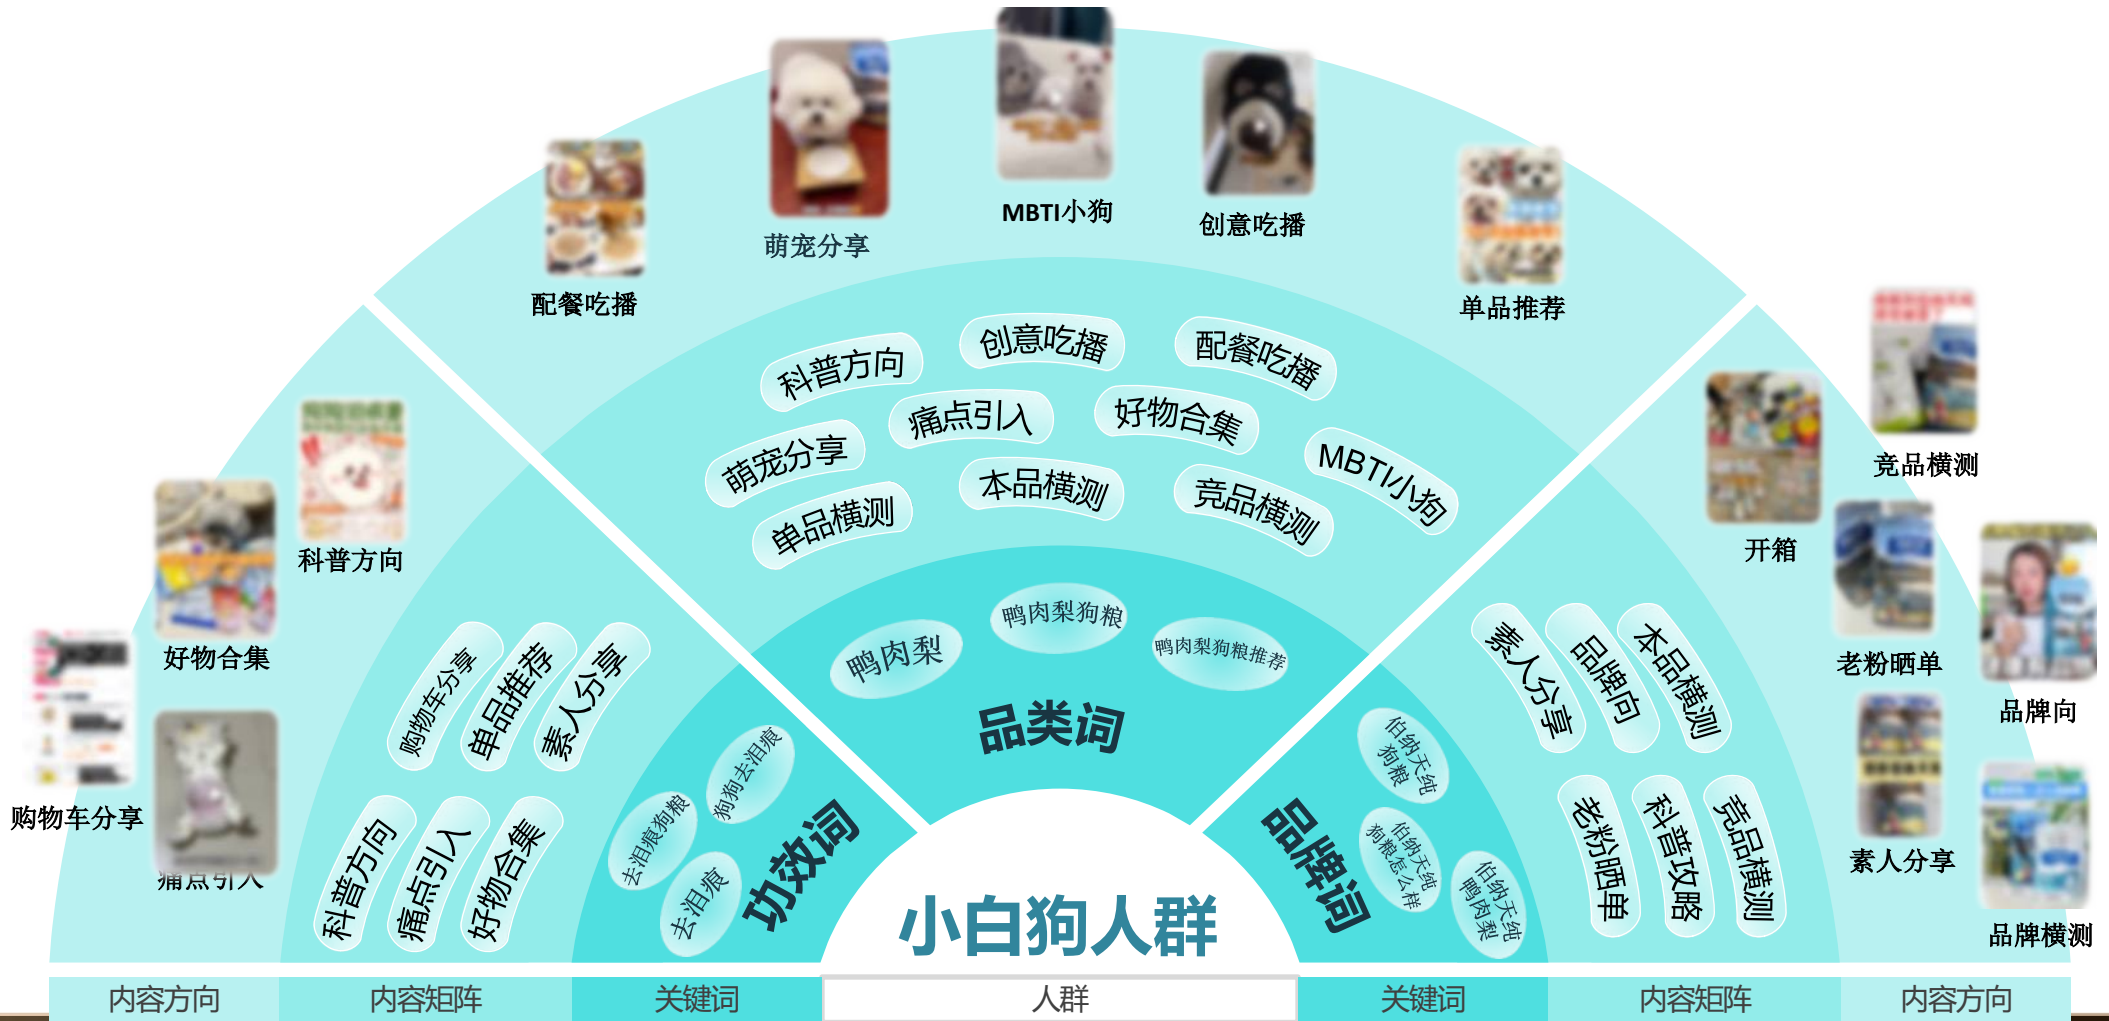 MBTI小狗
创意吃播
萌宠分享
配餐吃播
单品推荐
科普方向
创意吃播
配餐吃播
萌宠分享
痛点引入
好物合集
MBTI小狗
单品横测
本品横测
竞品横测
鸭肉梨
鸭肉梨狗粮
鸭肉梨狗粮推荐
品类词
科普方向
好物合集
购物车分享
痛点引入
购物车分享
单品推荐
素人分享
科普方向
痛点引入
好物合集
狗狗去泪痕
去泪痕狗粮
去泪痕
功效词
竞品横测
开箱
老粉晒单
品牌向
素人分享
品牌横测
素人分享
品牌向
本品横测
老粉晒单
科普攻略
竞品横测
伯纳天纯
狗粮
伯纳天纯
狗粮怎么样
伯纳天纯
鸭肉梨
品牌词
小白狗人群
内容方向
内容矩阵
关键词
人群
关键词
内容矩阵
内容方向